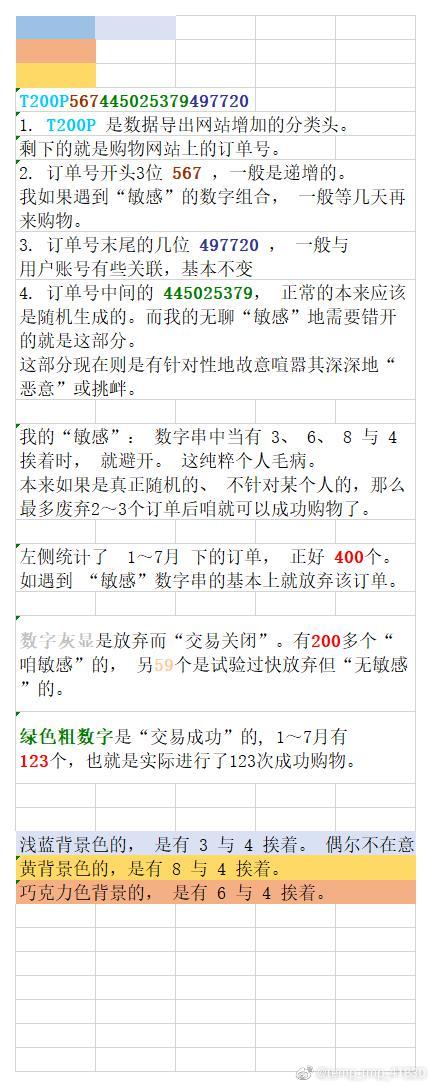 T200P567445025379497720
1. T200P 是数据导出网站增加的分类头。
剩下的就是购物网站上的订单号。
2. 订单号开头3位 567 ，一般是递增的。
我如果遇到“敏感”的数字组合， 一般等几天再
来购物。
3. 订单号末尾的几位 497720 ， 一般与
用户账号有些关联，基本不变
4. 订单号中间的 445025379， 正常的本来应该
是随机生成的。而我的无聊“敏感”地需要错开
的就是这部分。
这部分现在则是有针对性地故意喧嚣其深深地“
恶意”或挑衅。
我的“敏感”： 数字串中当有 3、 6、 8 与 4
挨着时， 就避开。 这纯粹个人毛病。
本来如果是真正随机的、 不针对某个人的，那么
最多废弃2～3个订单后咱就可以成功购物了。
左侧统计了 1～7月 下的订单， 正好 400个。
如遇到 “敏感”数字串的基本上就放弃该订单。
数字灰显是放弃而“交易关闭”。有200多个“
咱敏感”的， 另59个是试验过快放弃但“无敏感
”的。
绿色粗数字是“交易成功”的, 1～7月有
123个，也就是实际进行了123次成功购物。
浅蓝背景色的， 是有 3 与 4 挨着。 偶尔不在意
黄背景色的，是有 8 与 4 挨着。
巧克力色背景的， 是有 6 与 4 挨着。
@temp_tmp_41830